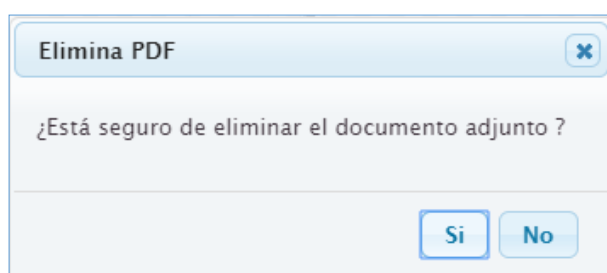 Elimina PDF
¿Está seguro de eliminar el documento adjunto ?
Si No